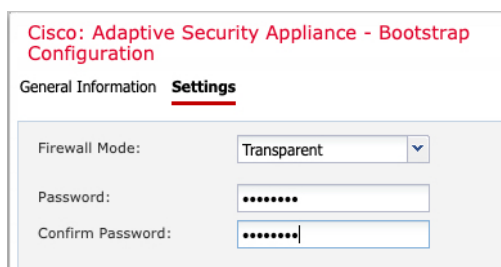 Cisco: Adaptive Security Appliance - Bootstrap
Configuration
General Information Settings
Firewall Mode: Transparent
Password: ••••••••
Confirm Password: ••••••••